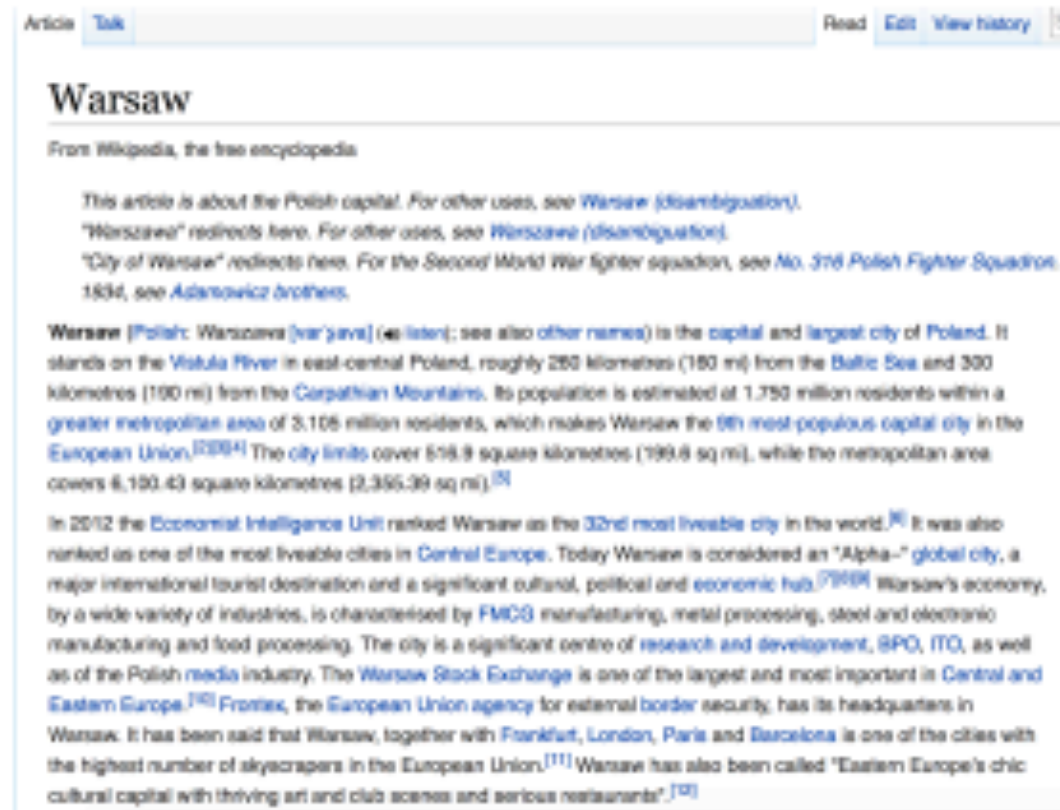 Article Talk Read Edit View history
Warsaw
From Wikipedia, the free encyclopedia
This article is about the Polish capital. For other uses, see Warsaw (disambiguation).
"Warszawa" redirects here. For other uses, see Warszawa (disambiguation).
"City of Warsaw" redirects here. For the Second World War fighter squadron, see No. 316 Polish Fighter Squadron.
1934, see Adamowicz brothers.
Warsaw (Polish: Warszawa [varˈʂava] (listen); see also other names) is the capital and largest city of Poland. It
stands on the Vistula River in east-central Poland, roughly 260 kilometres (160 mi) from the Baltic Sea and 300
kilometres (190 mi) from the Carpathian Mountains. Its population is estimated at 1.750 million residents within a
greater metropolitan area of 3.105 million residents, which makes Warsaw the 9th most-populous capital city in the
European Union.[2][3][4] The city limits cover 516.9 square kilometres (199.6 sq mi), while the metropolitan area
covers 6,100.43 square kilometres (2,355.39 sq mi).[5]
In 2012 the Economist Intelligence Unit ranked Warsaw as the 32nd most liveable city in the world.[6] It was also
ranked as one of the most liveable cities in Central Europe. Today Warsaw is considered an "Alpha–" global city, a
major international tourist destination and a significant cultural, political and economic hub.[7][8][9] Warsaw's economy,
by a wide variety of industries, is characterised by FMCG manufacturing, metal processing, steel and electronic
manufacturing and food processing. The city is a significant centre of research and development, BPO, ITO, as well
as of the Polish media industry. The Warsaw Stock Exchange is one of the largest and most important in Central and
Eastern Europe.[10] Frontex, the European Union agency for external border security, has its headquarters in
Warsaw. It has been said that Warsaw, together with Frankfurt, London, Paris and Barcelona is one of the cities with
the highest number of skyscrapers in the European Union.[11] Warsaw has also been called "Eastern Europe's chic
cultural capital with thriving art and club scenes and serious restaurants".[12]